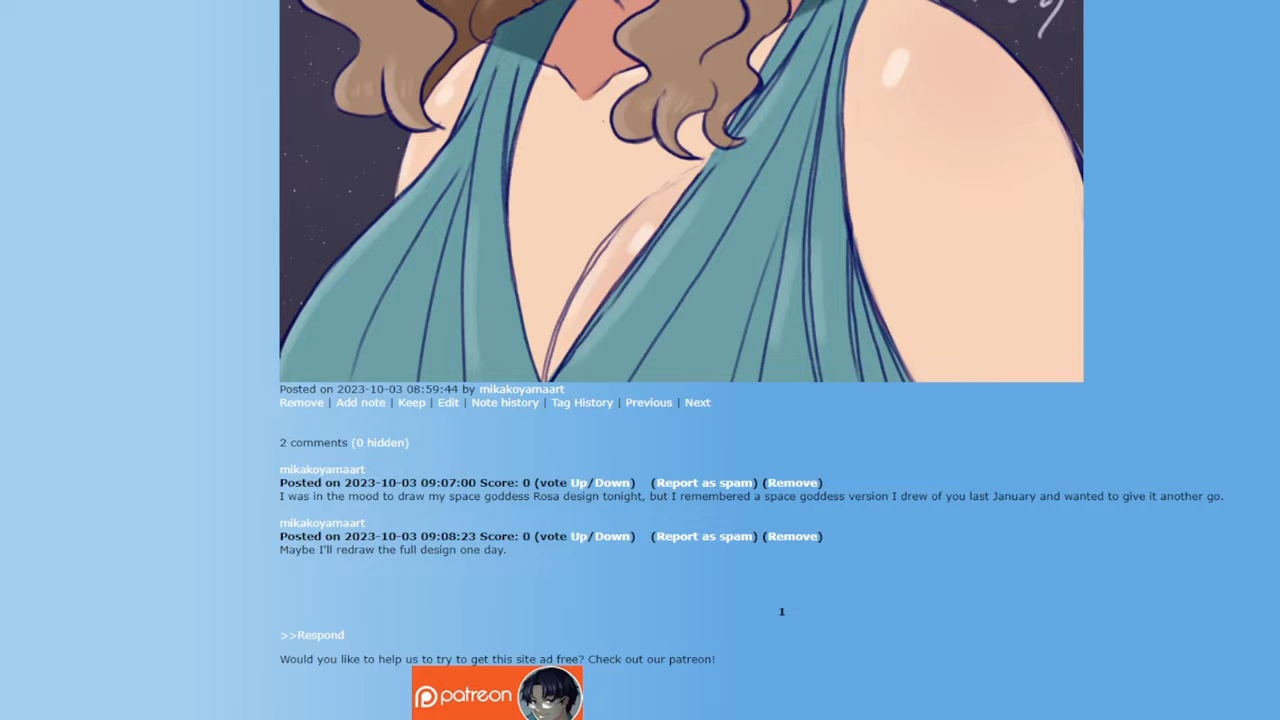 Posted on 2023-10-03 08:59:44 by mikakoyamaart
Remove | Add note | Keep | Edit | Note history | Tag History | Previous | Next
2 comments (0 hidden)
mikakoyamaart
Posted on 2023-10-03 09:07:00 Score: 0 (vote Up/Down) (Report as spam) (Remove)
I was in the mood to draw my space goddess Rosa design tonight, but I remembered a space goddess version I drew of you last January and wanted to give it another go.
mikakoyamaart
Posted on 2023-10-03 09:08:23 Score: 0 (vote Up/Down) (Report as spam) (Remove)
Maybe I'll redraw the full design one day.
1
>>Respond
Would you like to help us to try to get this site ad free? Check out our patreon!
patreon